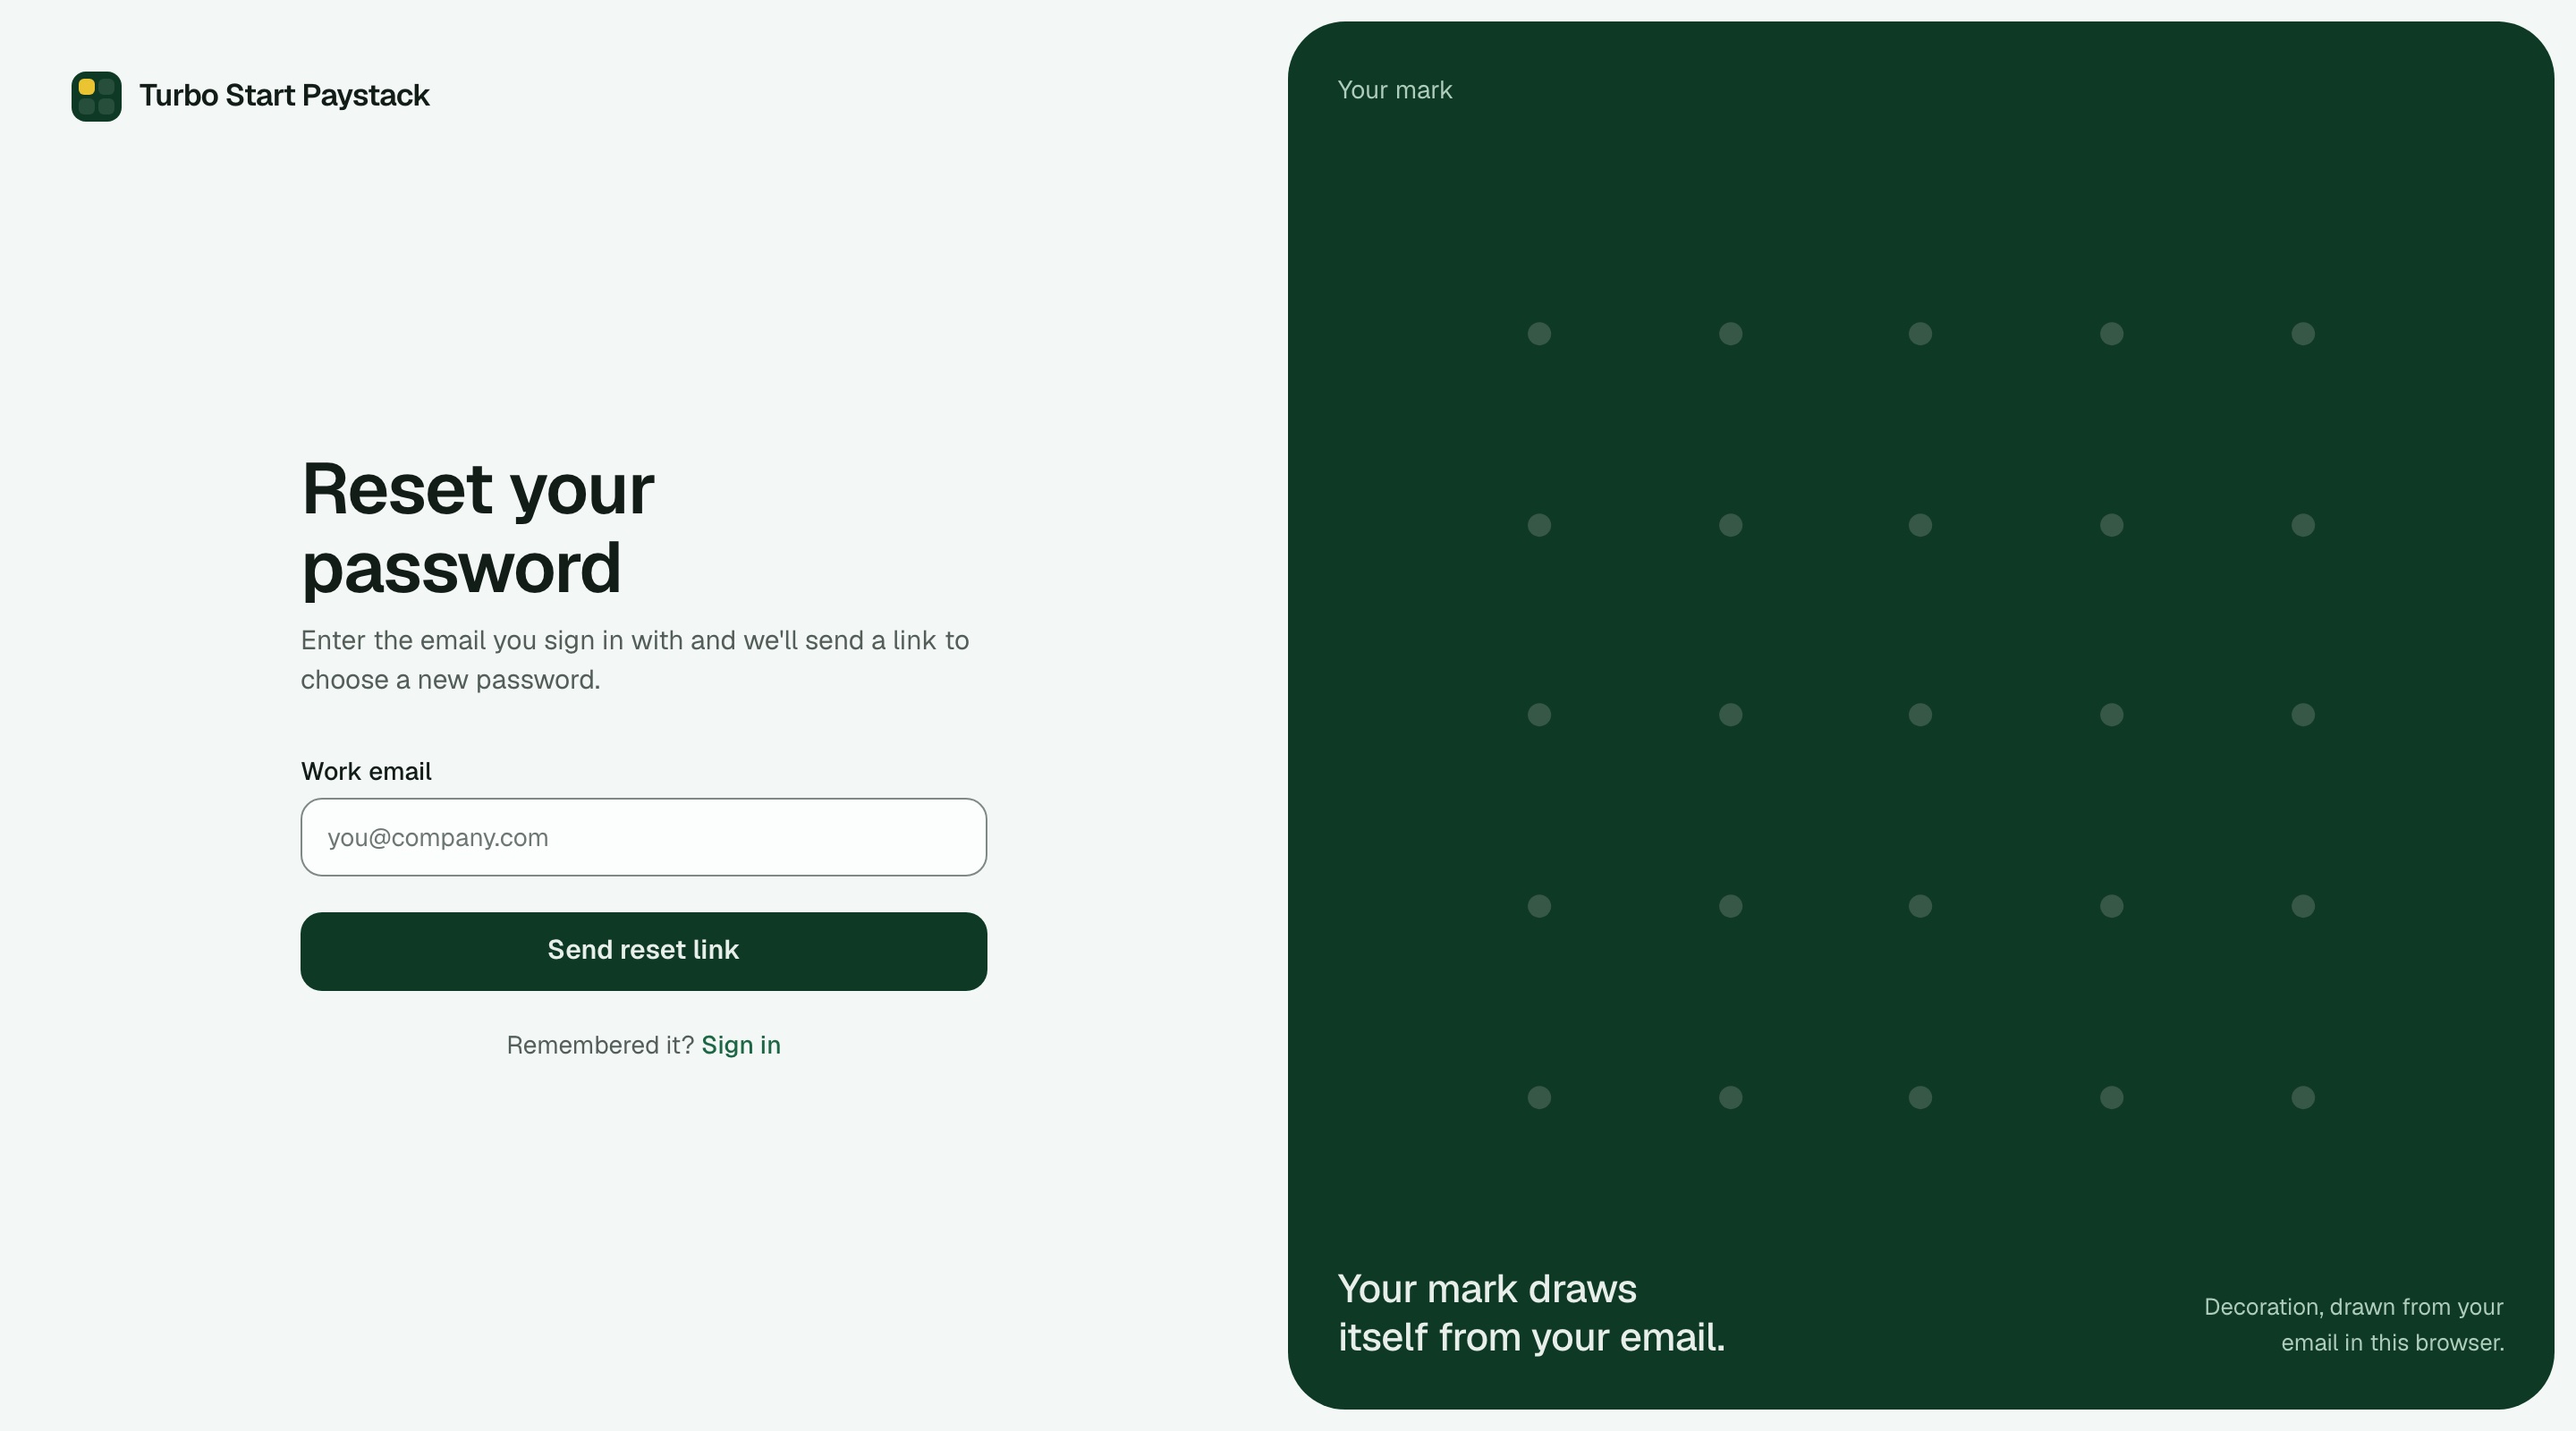 Turbo Start Paystack
Reset your
password
Enter the email you sign in with and we'll send a link to
choose a new password.
Work email
you@company.com
Send reset link
Remembered it? Sign in
Your mark
Your mark draws
itself from your email.
Decoration, drawn from your
email in this browser.